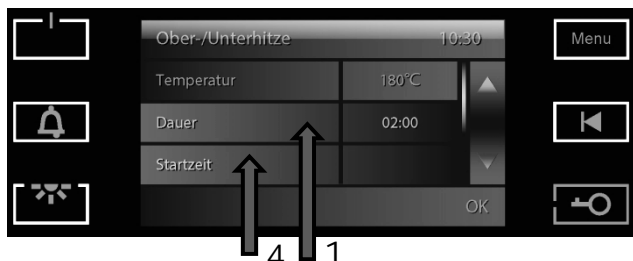 Ober-/Unterhitze 10:30 Menu
Temperatur 180°C
Dauer 02:00
Startzeit
OK
4 1